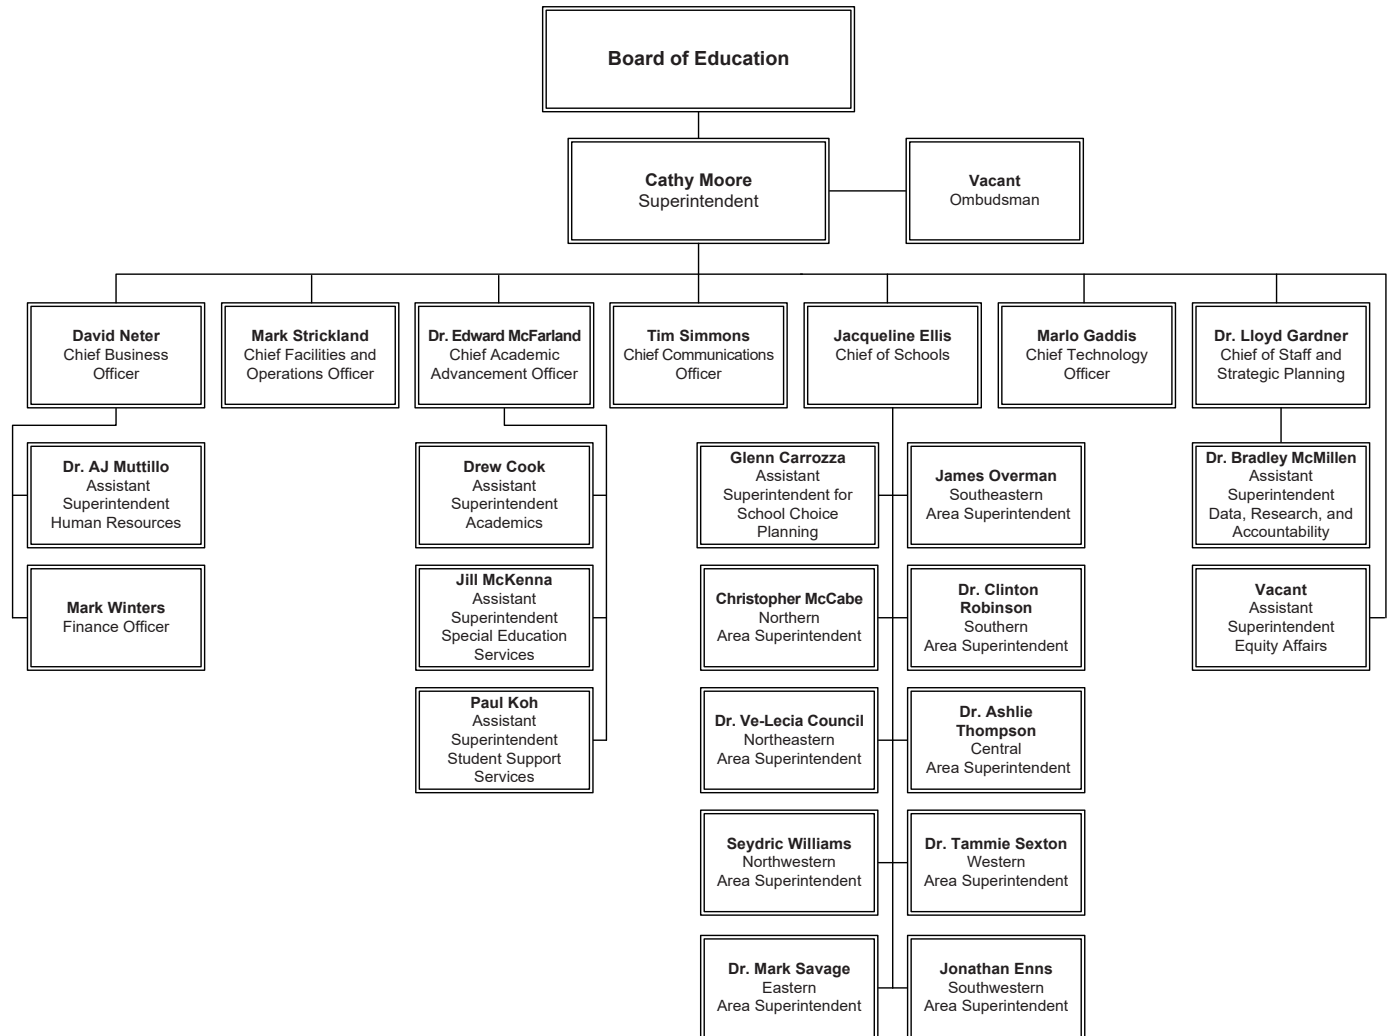 Board of Education
Cathy Moore
Superintendent
Vacant
Ombudsman
David Neter
Chief Business
Officer
Mark Strickland
Chief Facilities and
Operations Officer
Dr. Edward McFarland
Chief Academic
Advancement Officer
Tim Simmons
Chief Communications
Officer
Jacqueline Ellis
Chief of Schools
Marlo Gaddis
Chief Technology
Officer
Dr. Lloyd Gardner
Chief of Staff and
Strategic Planning
Dr. AJ Muttillo
Assistant
Superintendent
Human Resources
Drew Cook
Assistant
Superintendent
Academics
Glenn Carrozza
Assistant
Superintendent for
School Choice
Planning
James Overman
Southeastern
Area Superintendent
Dr. Bradley McMillen
Assistant
Superintendent
Data, Research, and
Accountability
Mark Winters
Finance Officer
Jill McKenna
Assistant
Superintendent
Special Education
Services
Christopher McCabe
Northern
Area Superintendent
Dr. Clinton
Robinson
Southern
Area Superintendent
Vacant
Assistant
Superintendent
Equity Affairs
Paul Koh
Assistant
Superintendent
Student Support
Services
Dr. Ve-Lecia Council
Northeastern
Area Superintendent
Dr. Ashlie
Thompson
Central
Area Superintendent
Seydric Williams
Northwestern
Area Superintendent
Dr. Tammie Sexton
Western
Area Superintendent
Dr. Mark Savage
Eastern
Area Superintendent
Jonathan Enns
Southwestern
Area Superintendent